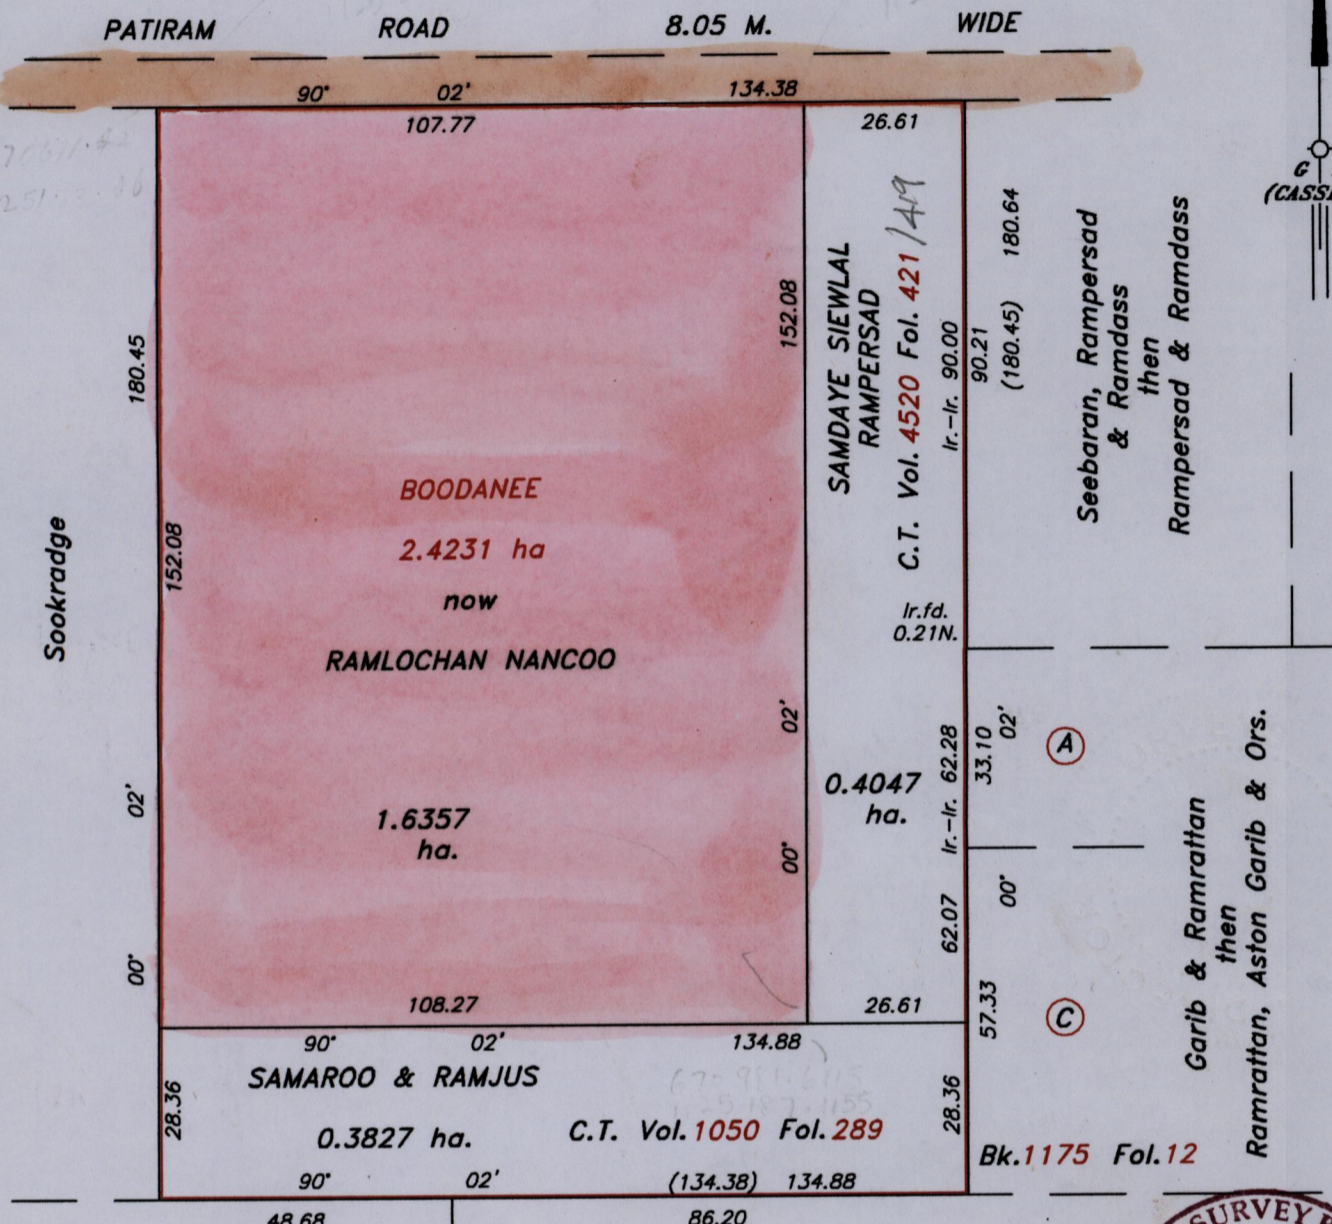 PATIRAM ROAD 8.05 M. WIDE
90° 02' 134.38
107.77
26.61
180.45
02'
00°
Sookradge
152.08
BOODANEE
2.4231 ha
now
RAMLOCHAN NANCOO
1.6357
ha.
152.08
02'
00°
108.27
26.61
SAMDAYE SIEWLAL
RAMPERSAD
C.T. Vol. 4520 Fol. 421/419
0.4047
ha.
Ir.-Ir. 90.00
Ir.fd.
0.21N.
Ir.-Ir. 62.28
62.07
90.21
(180.45) 180.64
33.10
02'
00°
57.33
Seebaran, Rampersad
& Ramdass
then
Rampersad & Ramdass
A
C
Garib & Ramrattan
then
Ramrattan, Aston Garib & Ors.
90° 02' 134.88
SAMAROO & RAMJUS
28.36
0.3827 ha.
C.T. Vol. 1050 Fol. 289
28.36
Bk. 1175 Fol. 12
90° 02' (134.38) 134.88
48.68 86.20
SURVEY